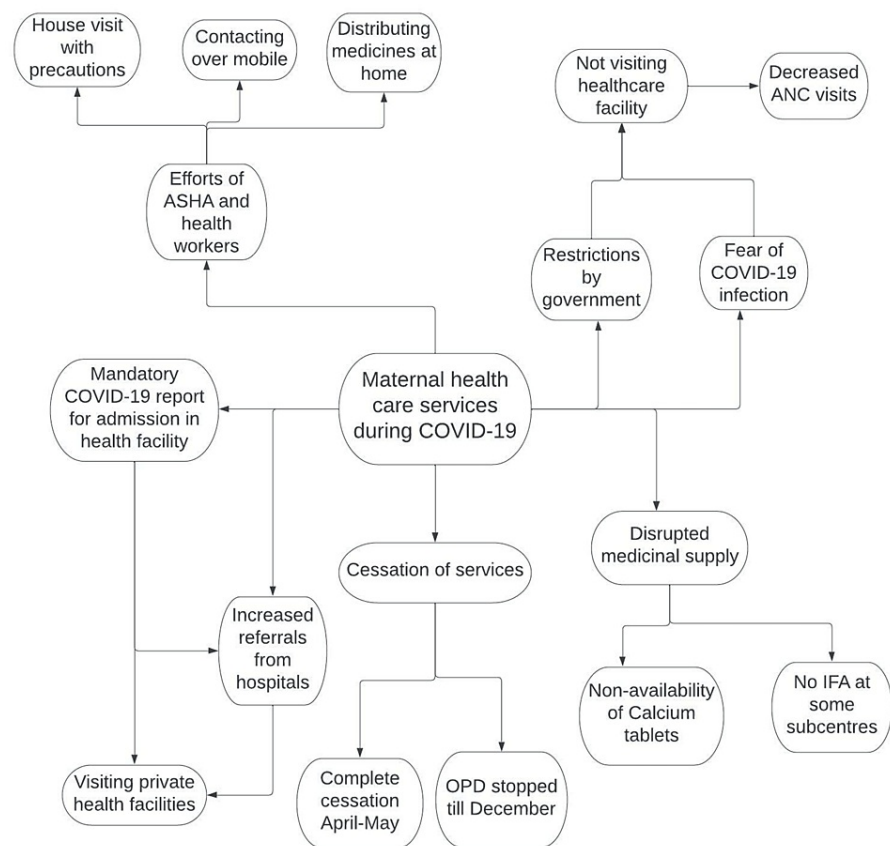 House visit
with
precautions
Contacting
over mobile
Distributing
medicines at
home
Not visiting
healthcare
facility
Decreased
ANC visits
Efforts of
ASHA and
health
workers
Restrictions
by
government
Fear of
COVID-19
infection
Mandatory
COVID-19 report
for admission in
health facility
Maternal health
care services
during COVID-19
Disrupted
medicinal supply
Cessation of services
Increased
referrals
from
hospitals
Non-availability
of Calcium
tablets
No IFA at
some
subcentres
Visiting private
health facilities
Complete
cessation
April-May
OPD stopped
till December